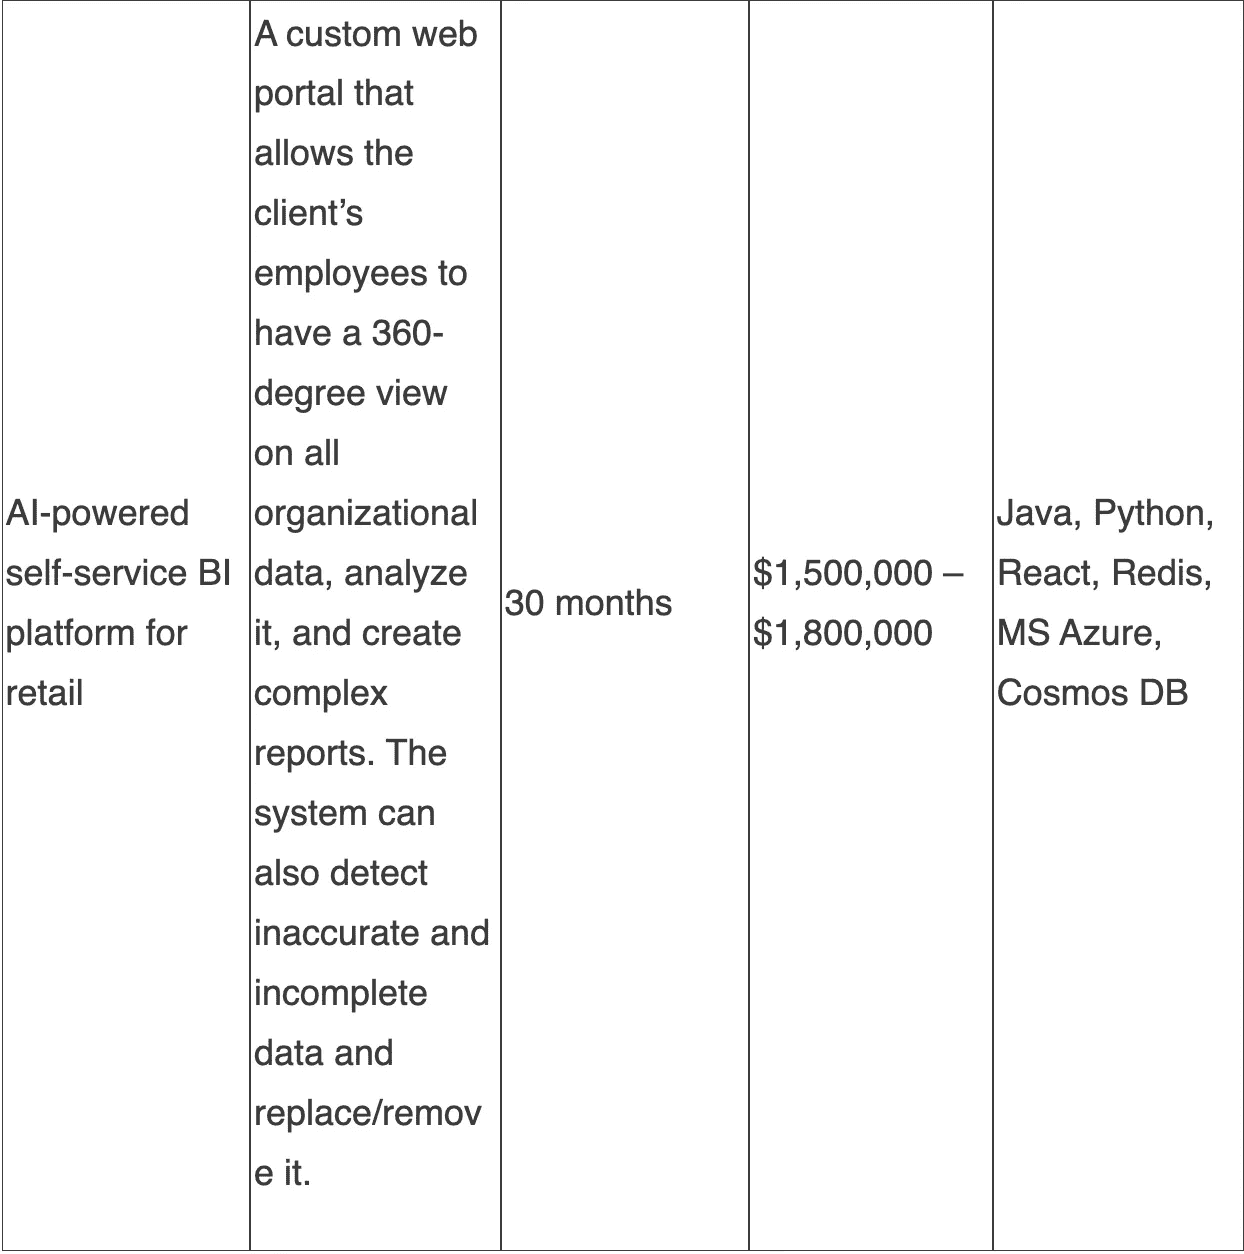 AI-powered
self-service BI
platform for
retail
A custom web
portal that
allows the
client’s
employees to
have a 360-
degree view
on all
organizational
data, analyze
it, and create
complex
reports. The
system can
also detect
inaccurate and
incomplete
data and
replace/remov
e it.
30 months
$1,500,000 –
$1,800,000
Java, Python,
React, Redis,
MS Azure,
Cosmos DB